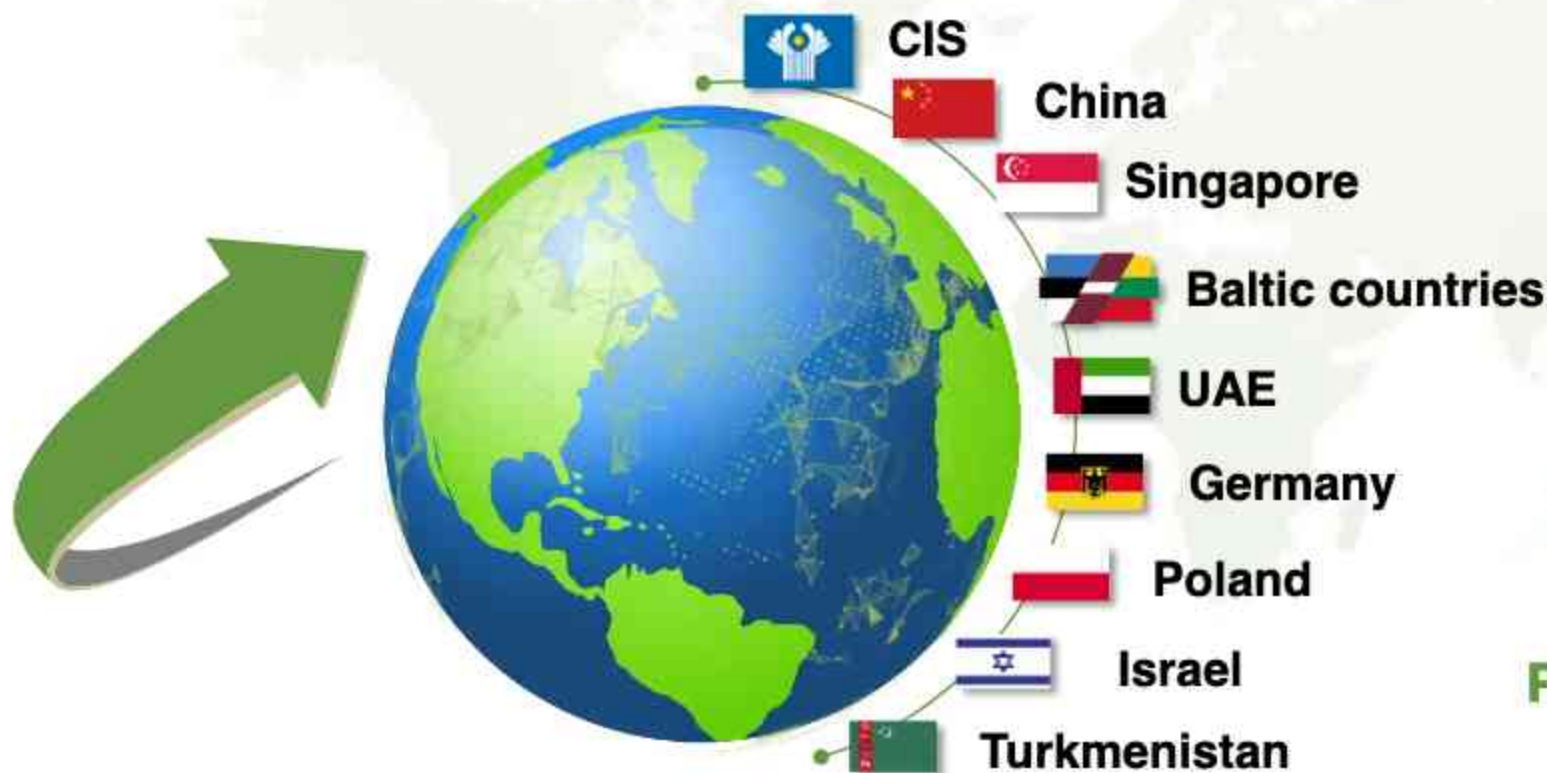 CIS
China
Singapore
Baltic countries
UAE
Germany
Poland
Israel
Turkmenistan